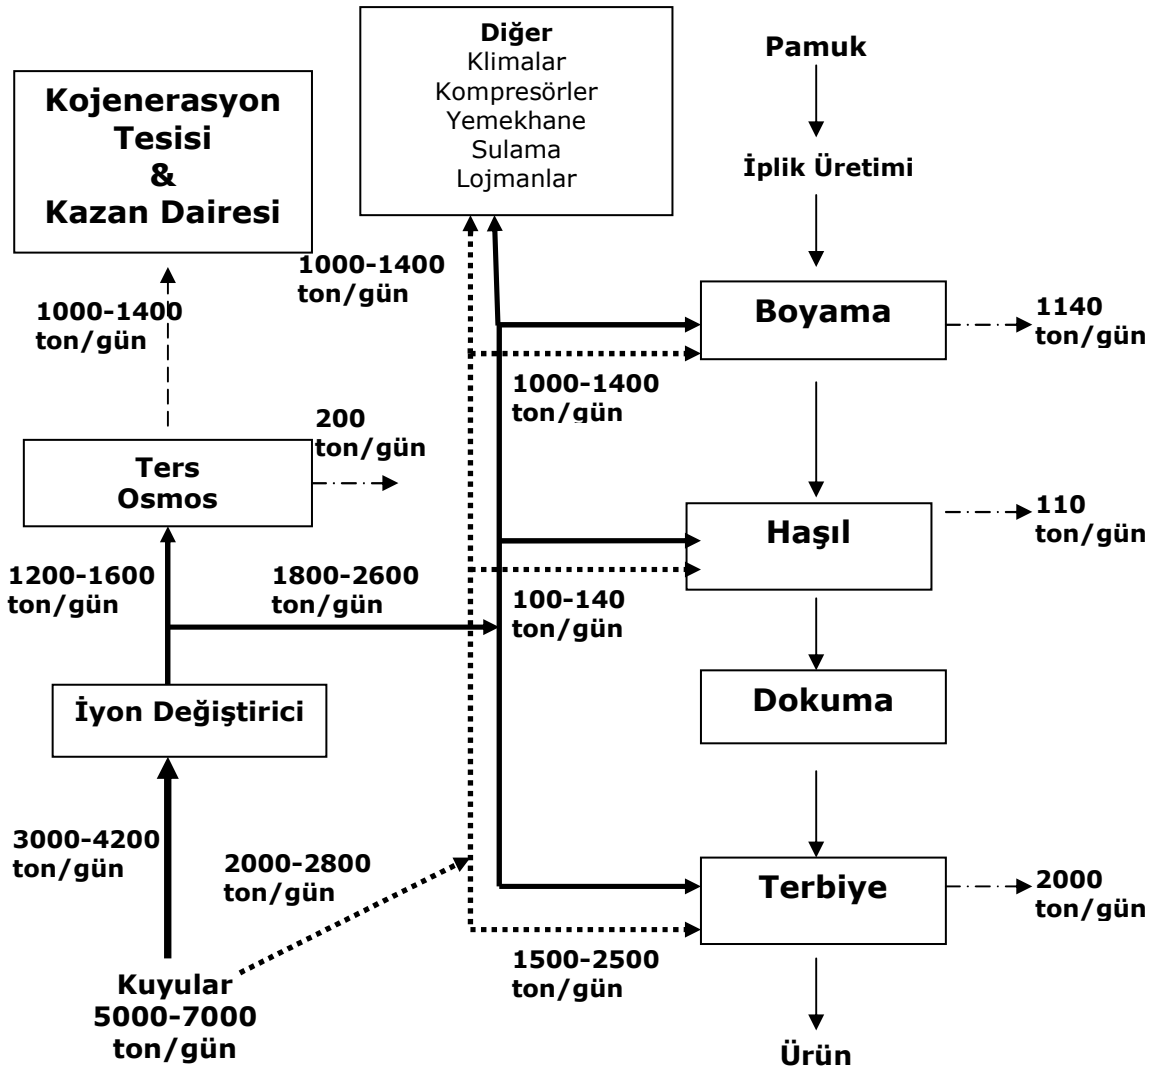 Diğer
Klimalar
Kompresörler
Yemekhane
Sulama
Lojmanlar
Pamuk
Kojenerasyon
Tesisi
&
Kazan Dairesi
İplik Üretimi
1000-1400
ton/gün
1000-1400
ton/gün
Boyama
1140
ton/gün
1000-1400
ton/gün
200
ton/gün
Ters
Osmos
Haşıl
110
ton/gün
1200-1600
ton/gün
1800-2600
ton/gün
100-140
ton/gün
İyon Değiştirici
Dokuma
3000-4200
ton/gün
2000-2800
ton/gün
Terbiye
2000
ton/gün
1500-2500
ton/gün
Kuyular
5000-7000
ton/gün
Ürün